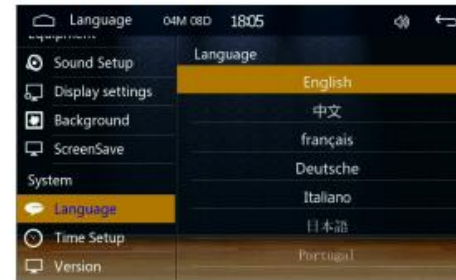 Language 04M 08D 18:05
Equipment
Sound Setup
Display settings
Background
ScreenSave
System
Language
Time Setup
Version
Language
English
中文
français
Deutsche
Italiano
日本語
Portugal